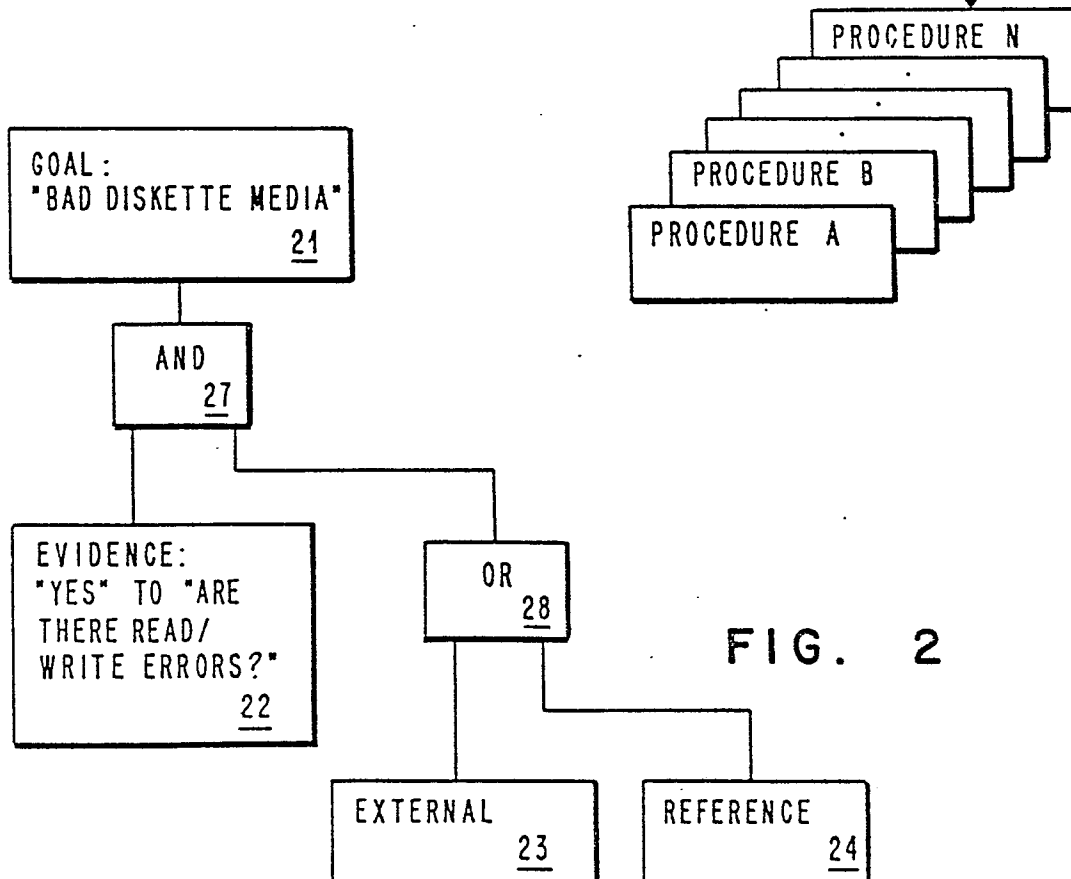 PROCEDURE N
.
.
.
PROCEDURE B
PROCEDURE A
GOAL:
"BAD DISKETTE MEDIA"
21
AND
27
EVIDENCE:
"YES" TO "ARE
THERE READ/
WRITE ERRORS?"
22
OR
28
FIG. 2
EXTERNAL
23
REFERENCE
24